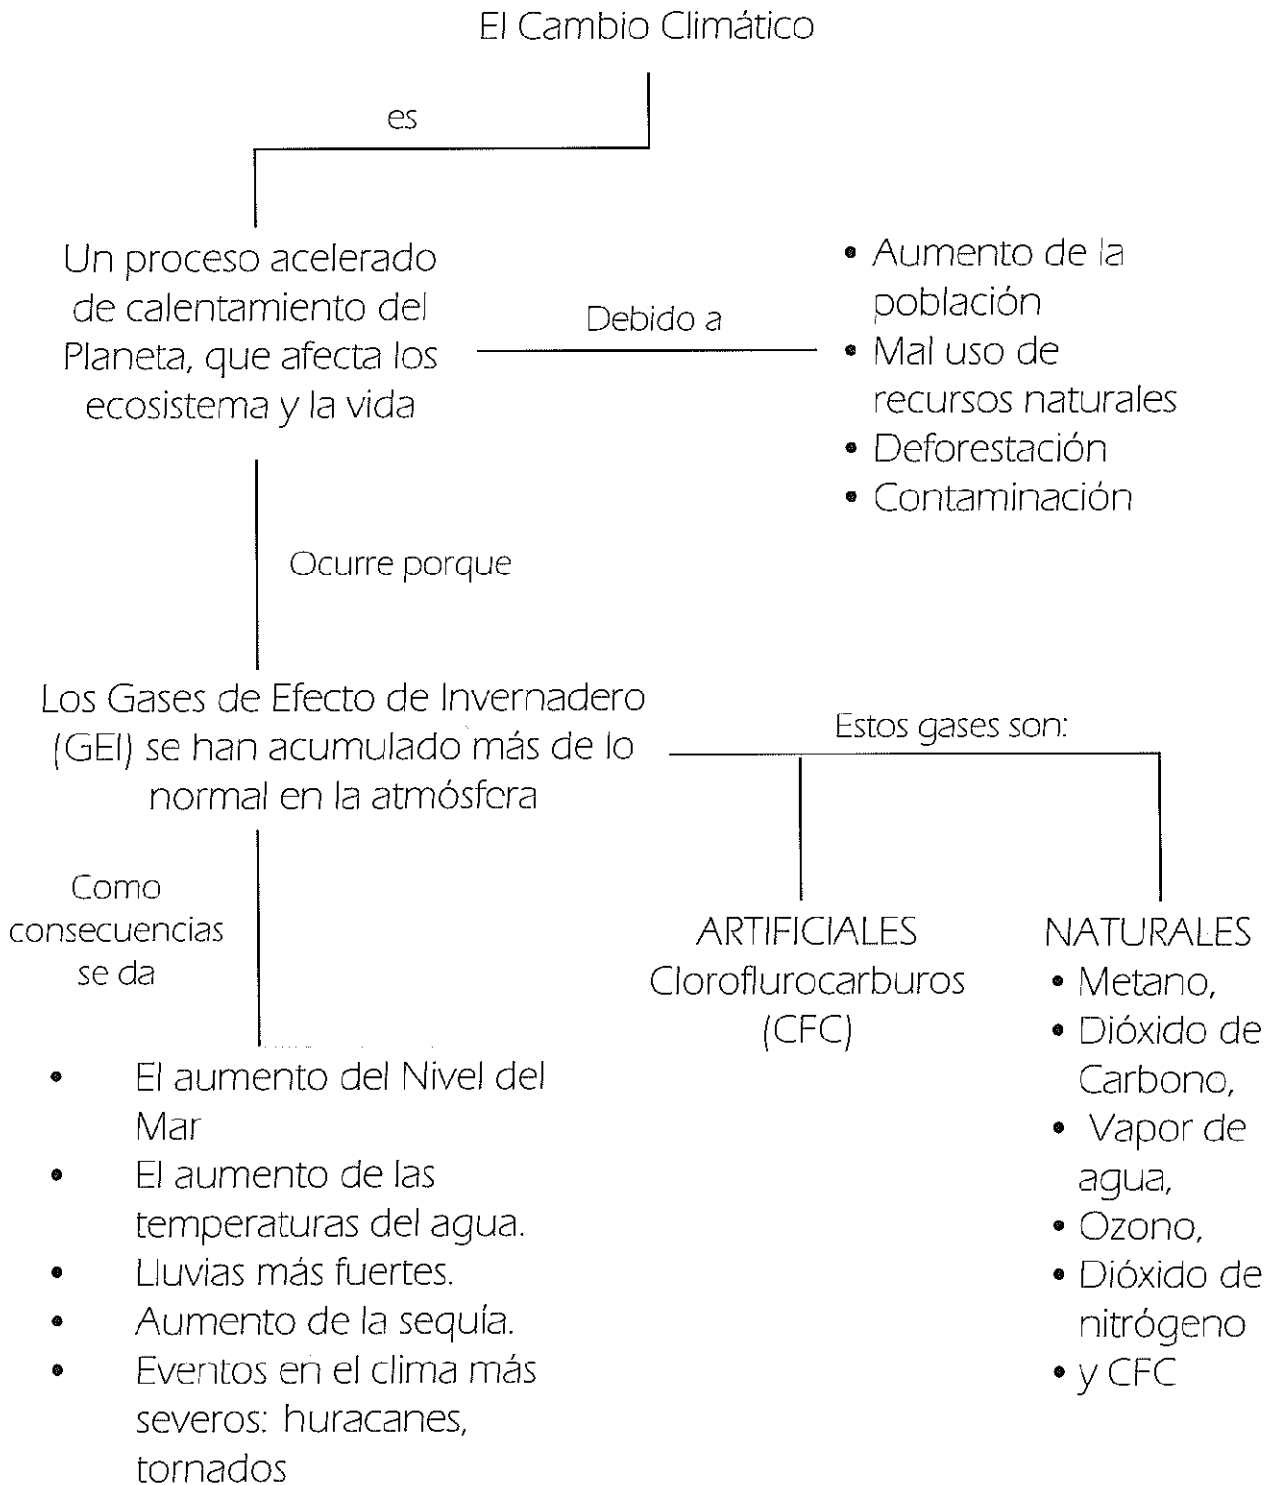 El Cambio Climático
es
Un proceso acelerado
de calentamiento del
Planeta, que afecta los
ecosistema y la vida
Debido a
• Aumento de la
población
• Mal uso de
recursos naturales
• Deforestación
• Contaminación
Ocurre porque
Los Gases de Efecto de Invernadero
(GEI) se han acumulado más de lo
normal en la atmósfera
Estos gases son:
ARTIFICIALES
Cloroflurocarburos
(CFC)
NATURALES
• Metano,
• Dióxido de
Carbono,
• Vapor de
agua,
• Ozono,
• Dióxido de
nitrógeno
• y CFC
Como
consecuencias
se da
• El aumento del Nivel del
Mar
• El aumento de las
temperaturas del agua.
• Lluvias más fuertes.
• Aumento de la sequía.
• Eventos en el clima más
severos: huracanes,
tornados